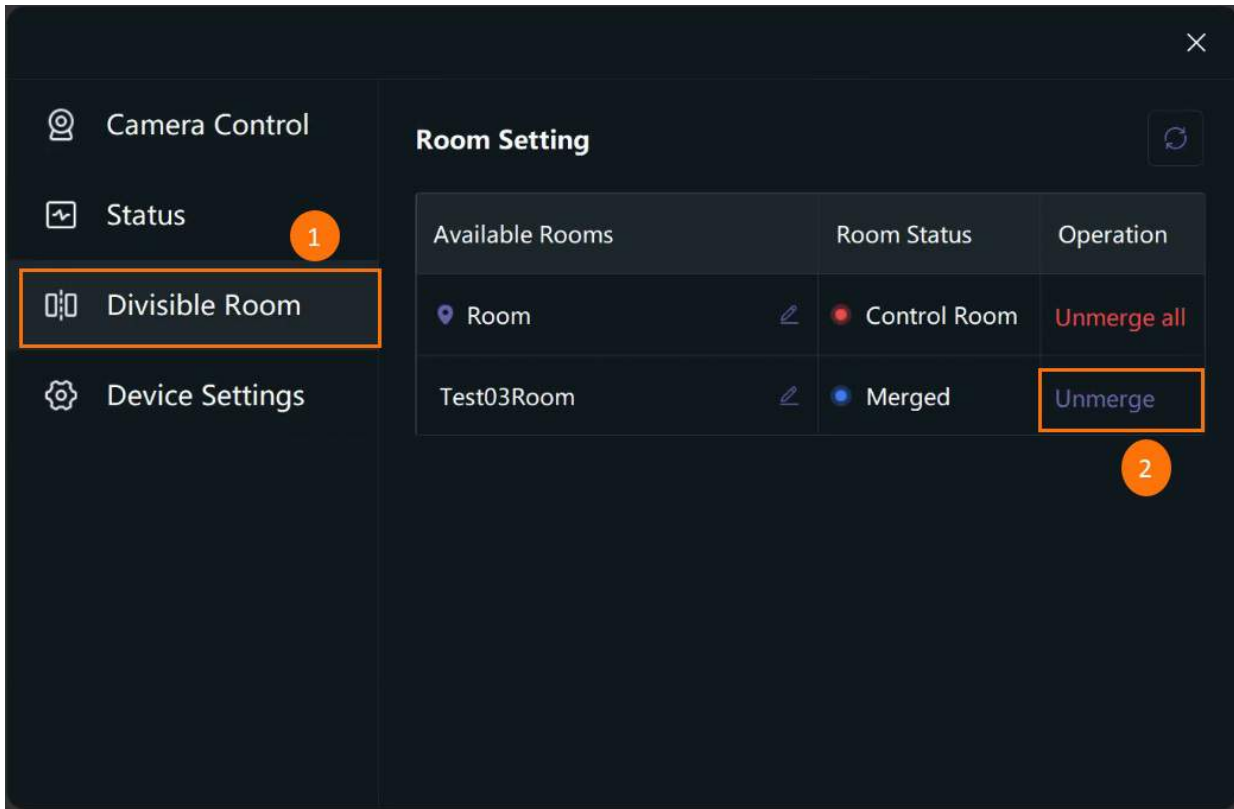 Camera Control
Status
1
Divisible Room
Device Settings
Room Setting
Available Rooms Room Status Operation
Room Control Room Unmerge all
Test03Room Merged Unmerge
2